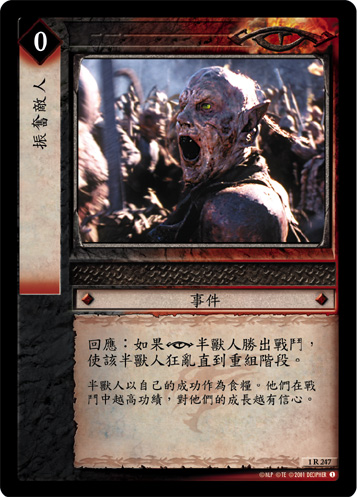 0
振奮敵人
事件
回應：如果半獸人勝出戰鬥，
使該半獸人狂亂直到重組階段。
半獸人以自己的成功作為食糧。他們在戰
鬥中越高功績，對他們的成長越有信心。
1 R 247
©NLP ©TE ©2001 DECIPHER 1